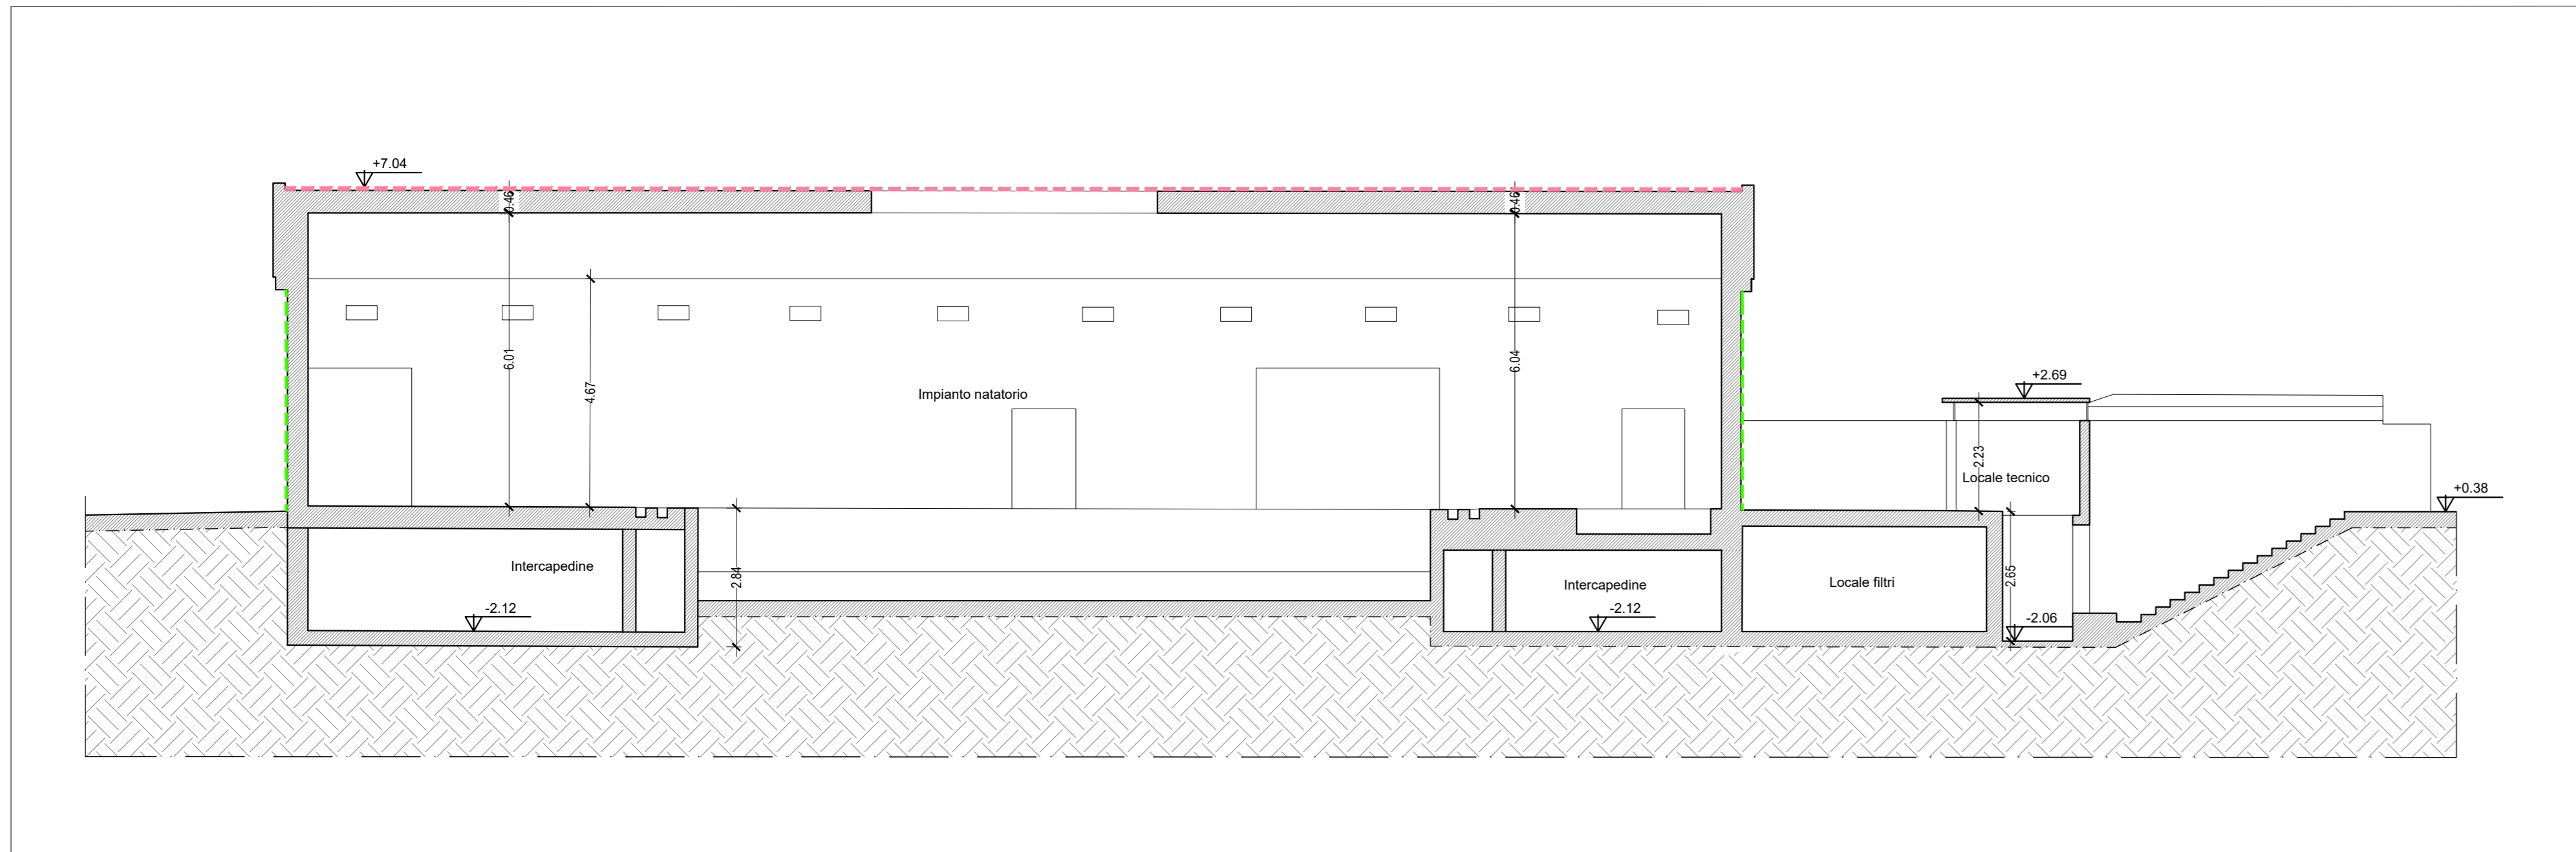 +7.04
0.46
0.46
6.01
4.67
6.04
Impianto natatorio
+2.69
2.23
Locale tecnico
+0.38
Intercapedine
2.84
Intercapedine
Locale filtri
2.65
-2.12
-2.12
-2.06